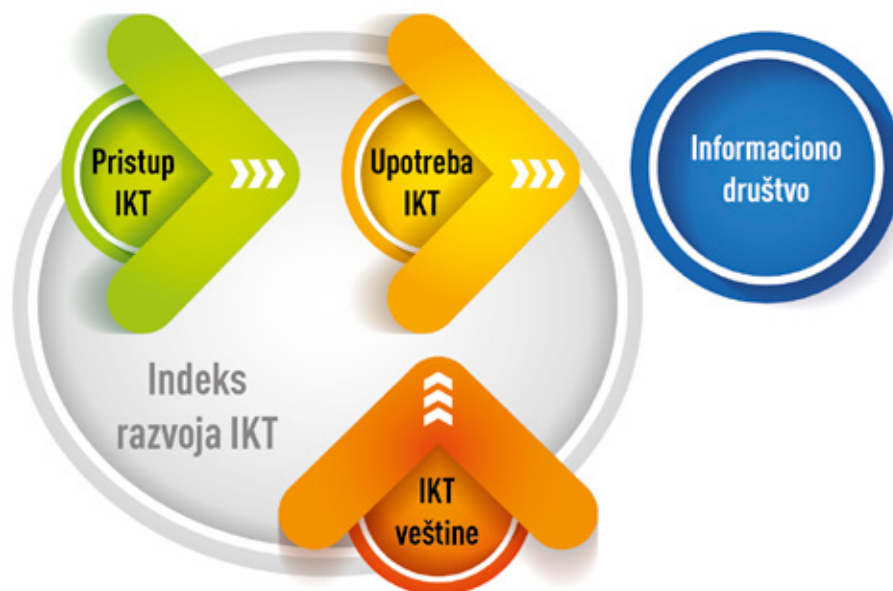 Pristup
IKT
Upotreba
IKT
Informaciono
društvo
Indeks
razvoja IKT
IKT
veštine